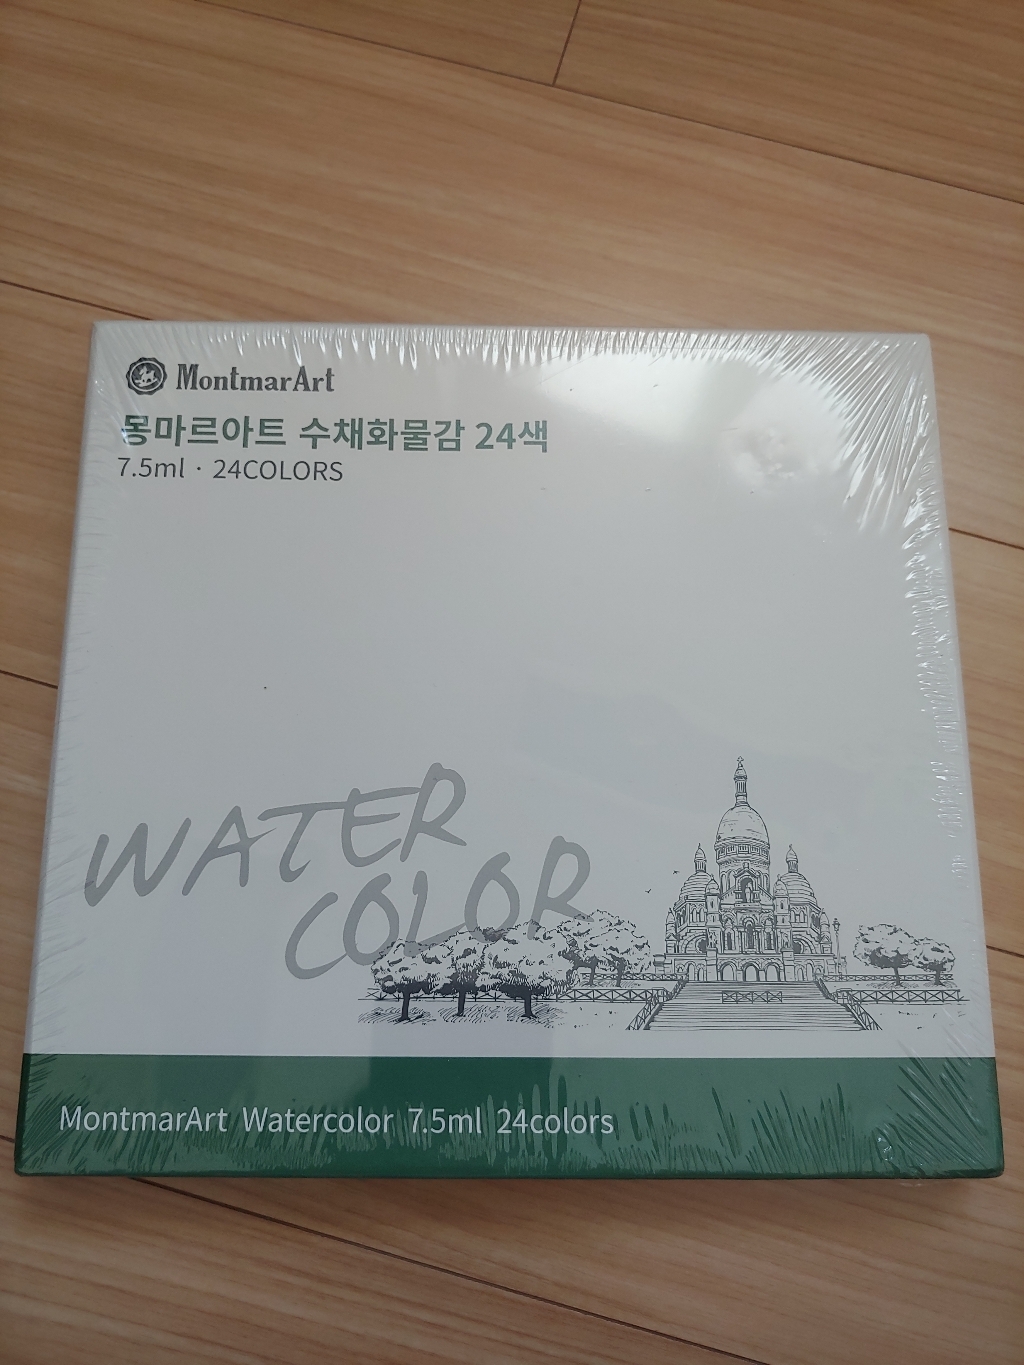 MontmarArt
몽마르아트 수채화물감 24색
7.5ml · 24COLORS
WATER
COLOR
MontmarArt Watercolor 7.5ml 24colors